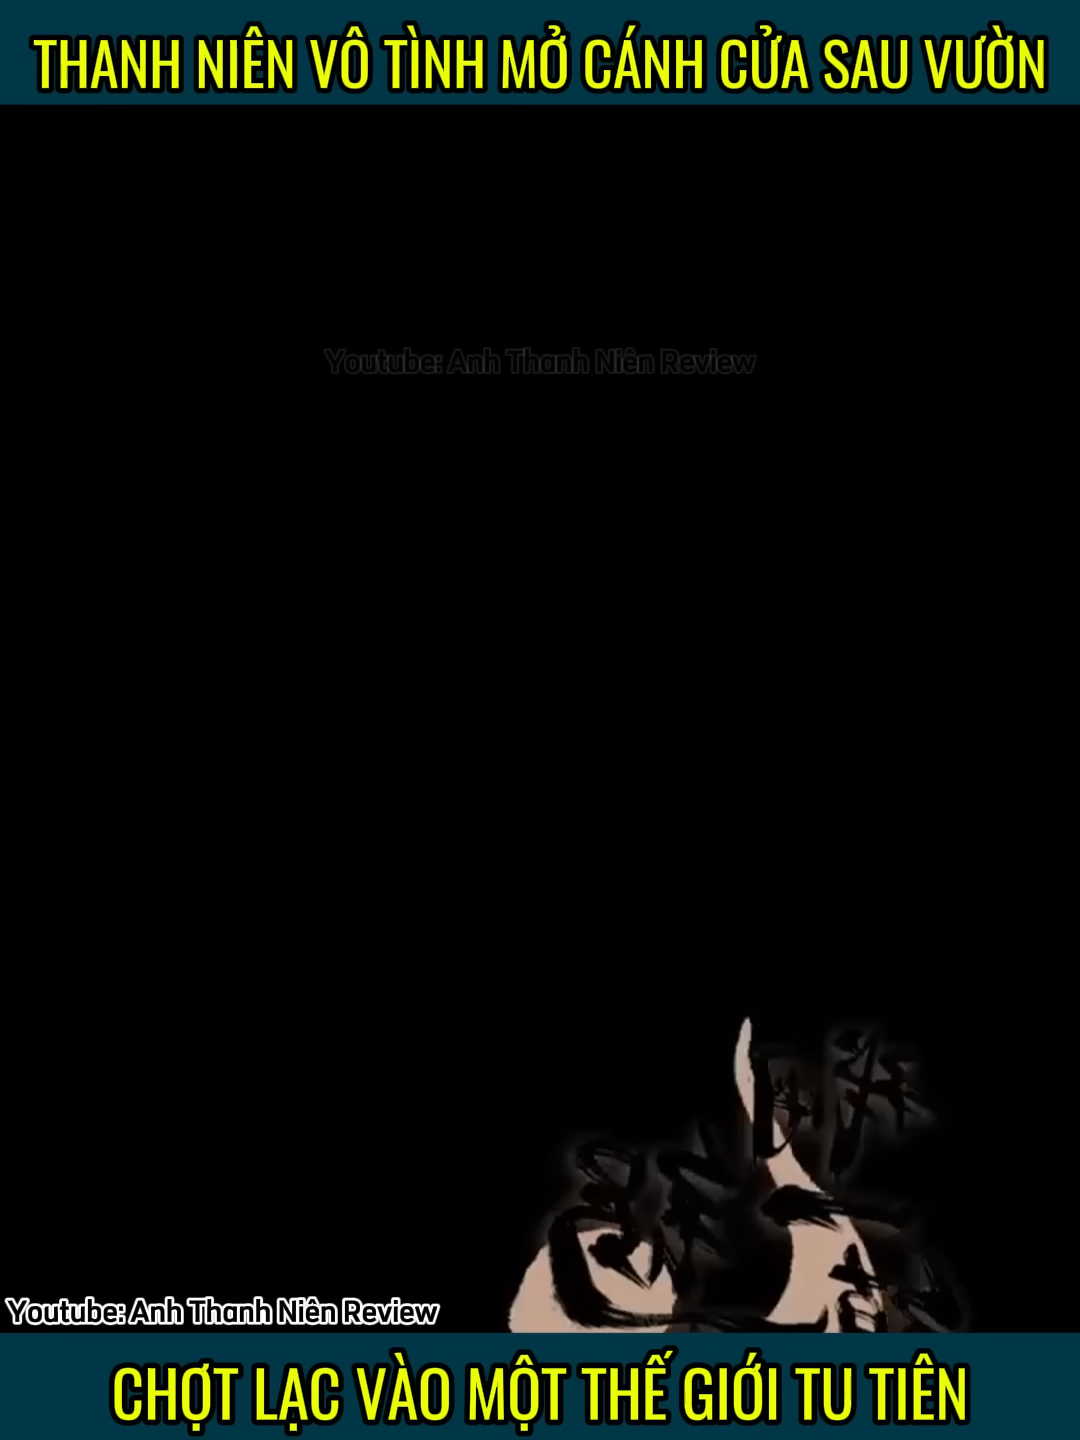 THANH NIÊN VÔ TÌNH MỞ CÁNH CỬA SAU VƯỜN
Youtube: Anh Thanh Niên Review
Youtube: Anh Thanh Niên Review
CHỢT LẠC VÀO MỘT THẾ GIỚI TU TIÊN